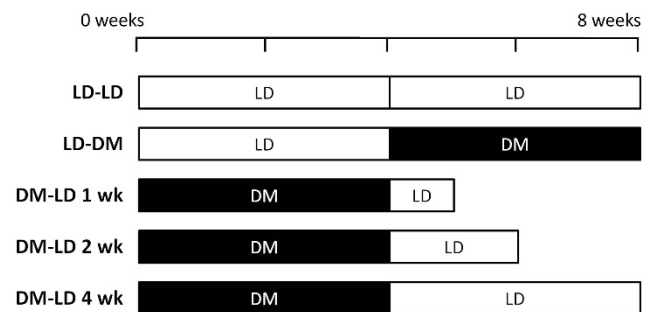 0 weeks 8 weeks
LD-LD LD LD
LD-DM LD DM
DM-LD 1 wk DM LD
DM-LD 2 wk DM LD
DM-LD 4 wk DM LD